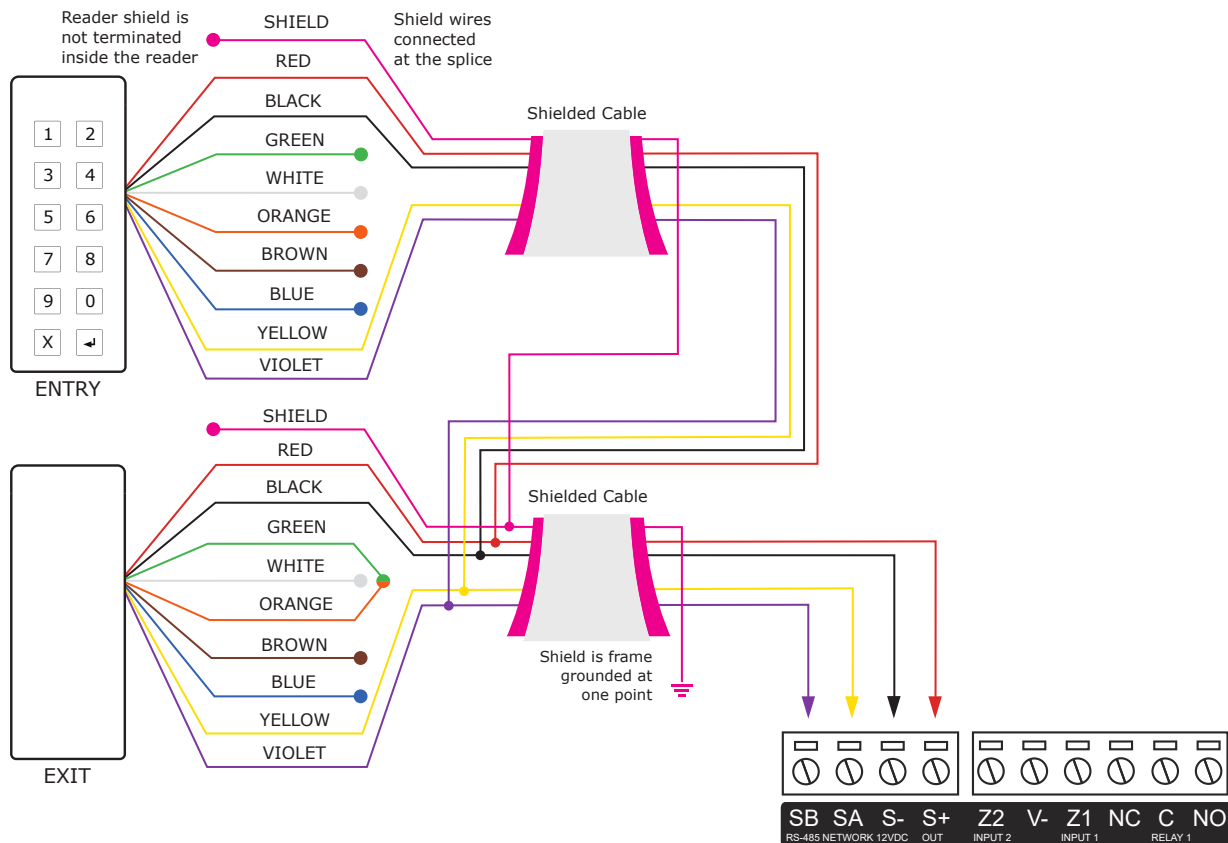 Reader shield is
not terminated
inside the reader
SHIELD
Shield wires
connected
at the splice
RED
BLACK
GREEN
WHITE
ORANGE
BROWN
BLUE
YELLOW
VIOLET
Shielded Cable
1 2
3 4
5 6
7 8
9 0
X ↵
ENTRY
SHIELD
RED
BLACK
GREEN
WHITE
ORANGE
BROWN
BLUE
YELLOW
VIOLET
Shielded Cable
EXIT
Shield is frame
grounded at
one point
SB SA S- S+ Z2 V- Z1 NC C NO
RS-485 NETWORK 12VDC OUT INPUT 2 INPUT 1 RELAY 1